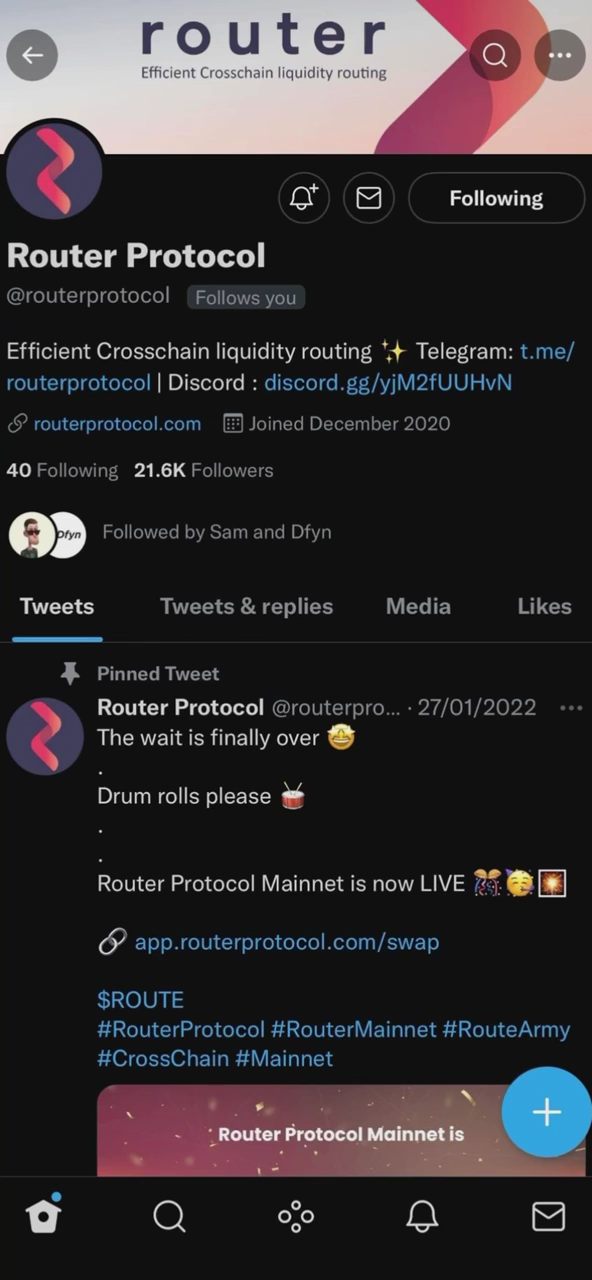 router
Efficient Crosschain liquidity routing
Following
Router Protocol
@routerprotocol Follows you
Efficient Crosschain liquidity routing ✨ Telegram: t.me/
routerprotocol | Discord : discord.gg/yjM2fUUHvN
routerprotocol.com Joined December 2020
40 Following 21.6K Followers
Dfyn
Followed by Sam and Dfyn
Tweets Tweets & replies Media Likes
Pinned Tweet
Router Protocol @routerpro... · 27/01/2022
The wait is finally over 🤩
.
Drum rolls please 🥁
.
.
Router Protocol Mainnet is now LIVE 🎊🥳🎇
🔗 app.routerprotocol.com/swap
$ROUTE
#RouterProtocol #RouterMainnet #RouteArmy
#CrossChain #Mainnet
Router Protocol Mainnet is